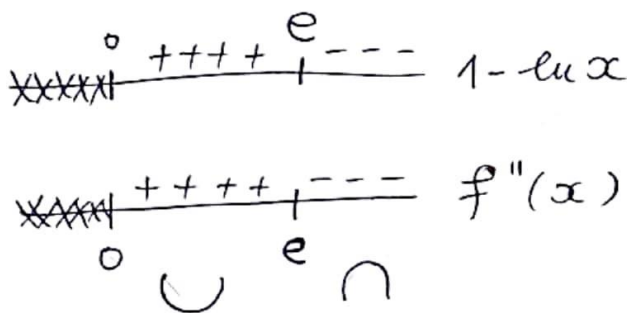 0 ++++ e --- 1 - ln x
++++ --- f"(x)
0 e
∪ ∩